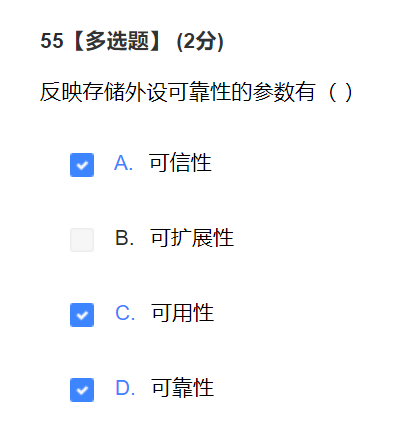 55【多选题】 (2分)
反映存储外设可靠性的参数有（ ）
A. 可信性
B. 可扩展性
C. 可用性
D. 可靠性